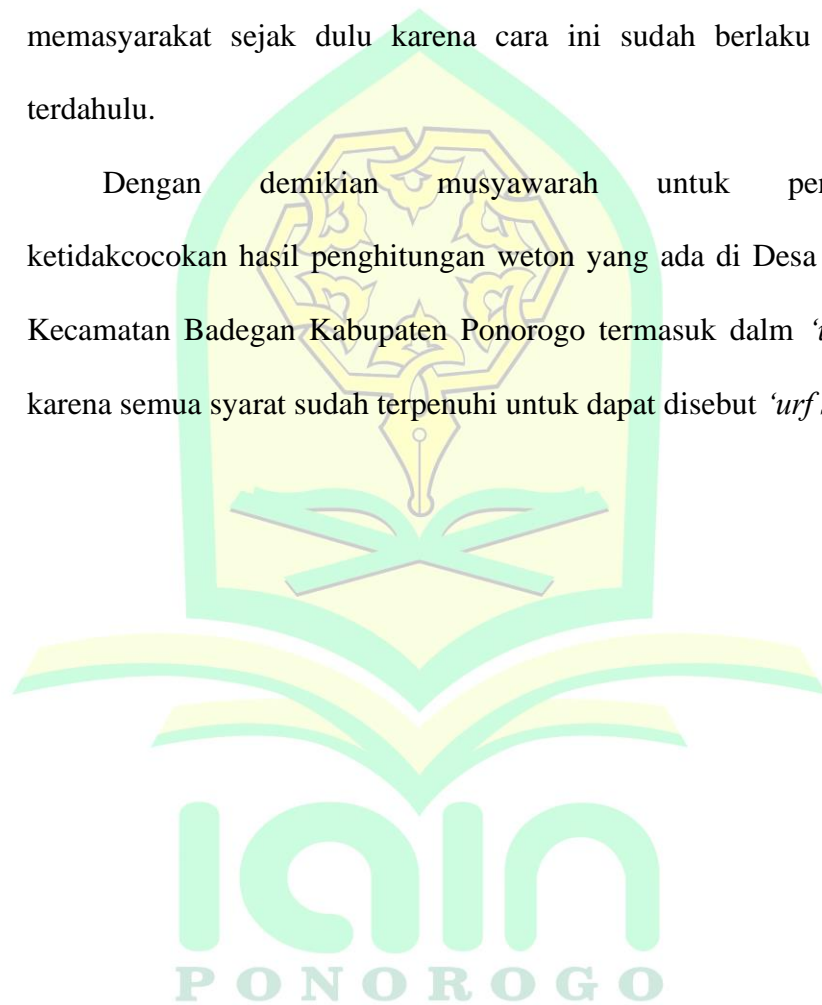 memasyarakat sejak dulu karena cara ini sudah berlaku
terdahulu.
Dengan demikian musyawarah untuk
ketidakcocokan hasil penghitungan weton yang ada di Desa
Kecamatan Badegan Kabupaten Ponorogo termasuk dalm
karena semua syarat sudah terpenuhi untuk dapat disebut ‘urf
iain
PONOROGO